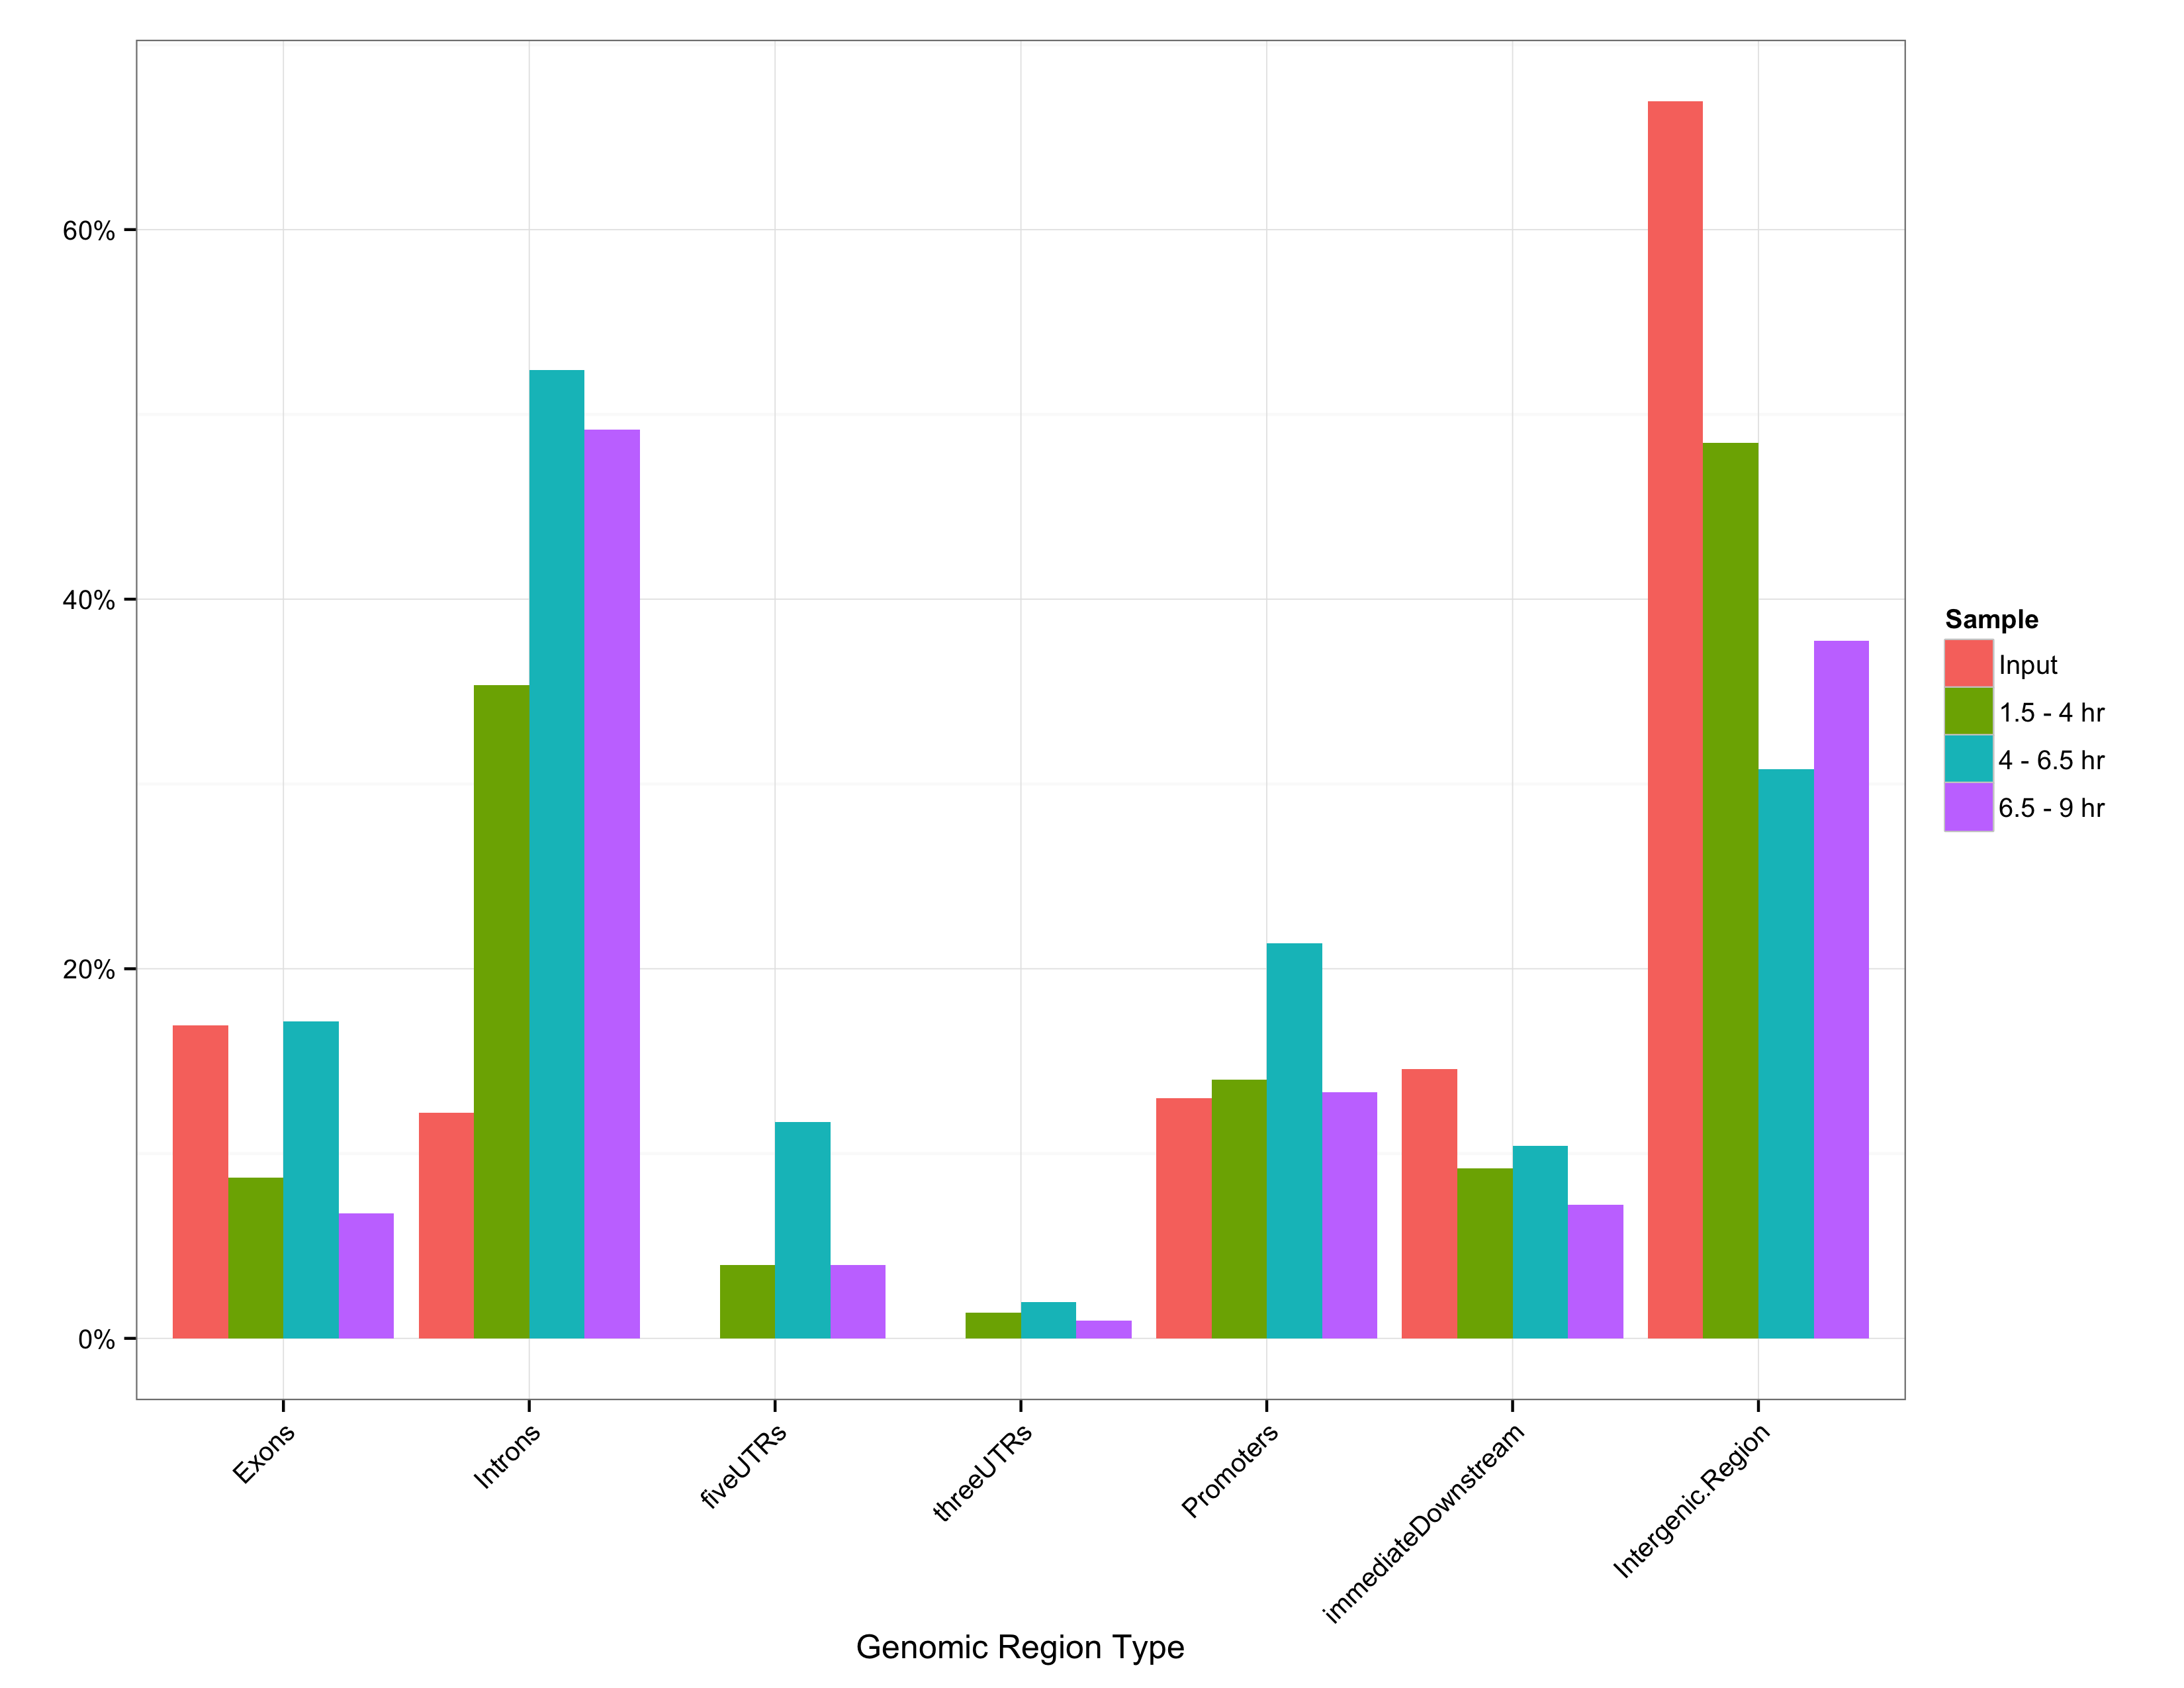 60%
40%
20%
0%
Exons
Introns
fiveUTRs
threeUTRs
Promoters
immediateDownstream
Intergenic.Region
Genomic Region Type
Sample
Input
1.5 - 4 hr
4 - 6.5 hr
6.5 - 9 hr